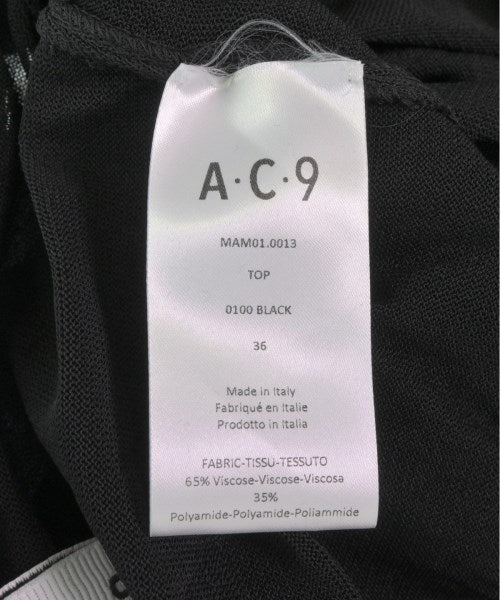 A·C·9
MAM01.0013
TOP
0100 BLACK
36
Made in Italy
Fabriqué en Italie
Prodotto in Italia
FABRIC-TISSU-TESSUTO
65% Viscose-Viscose-Viscosa
35%
Polyamide-Polyamide-Poliammide